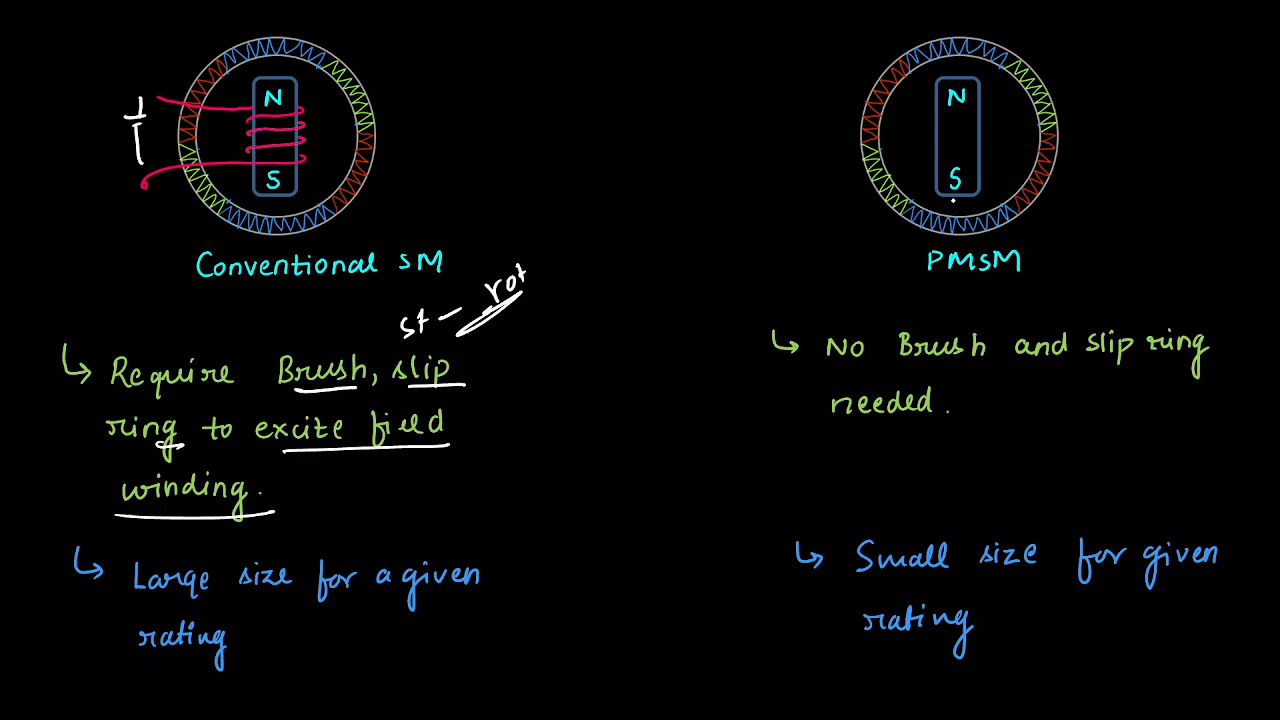 N
S
Conventional SM
st - rot
↳ Require Brush, slip
ring to excite field
winding.
↳ Large size for a given
rating
N
S
PMSM
↳ No Brush and slip ring
needed.
↳ Small size for given
rating